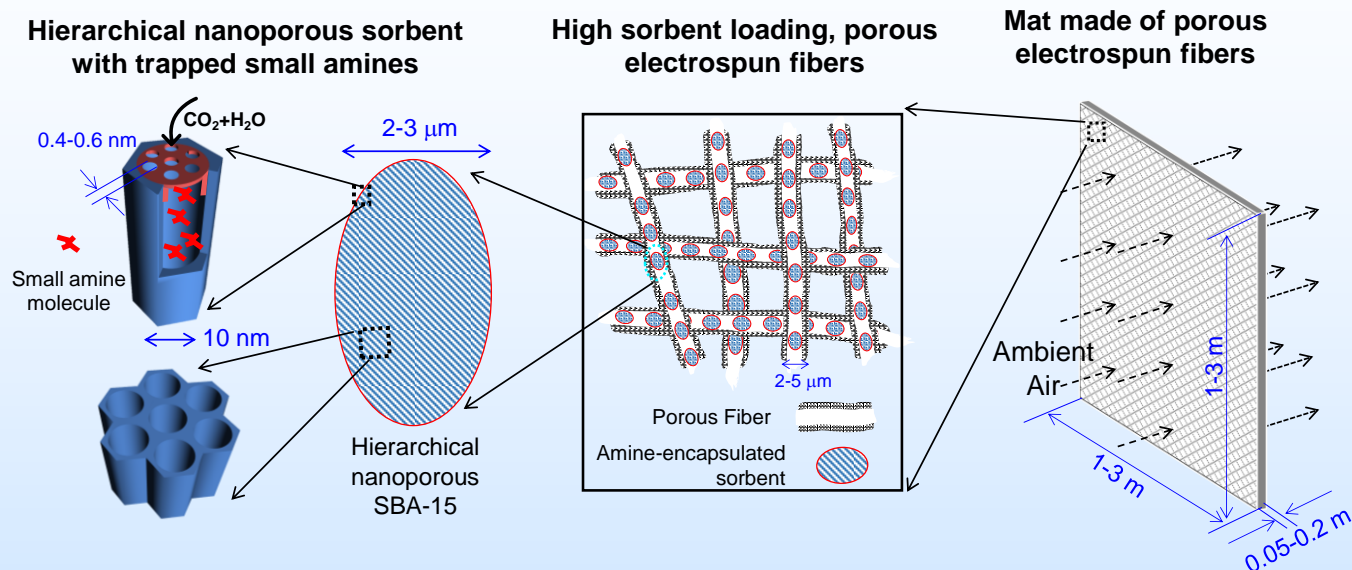 Hierarchical nanoporous sorbent
with trapped small amines
CO₂+H₂O
0.4-0.6 nm
Small amine
molecule
10 nm
2-3 μm
Hierarchical
nanoporous
SBA-15
High sorbent loading, porous
electrospun fibers
2-5 μm
Porous Fiber
Amine-encapsulated
sorbent
Mat made of porous
electrospun fibers
Ambient
Air
1-3 m
1-3 m
0.05-0.2 m